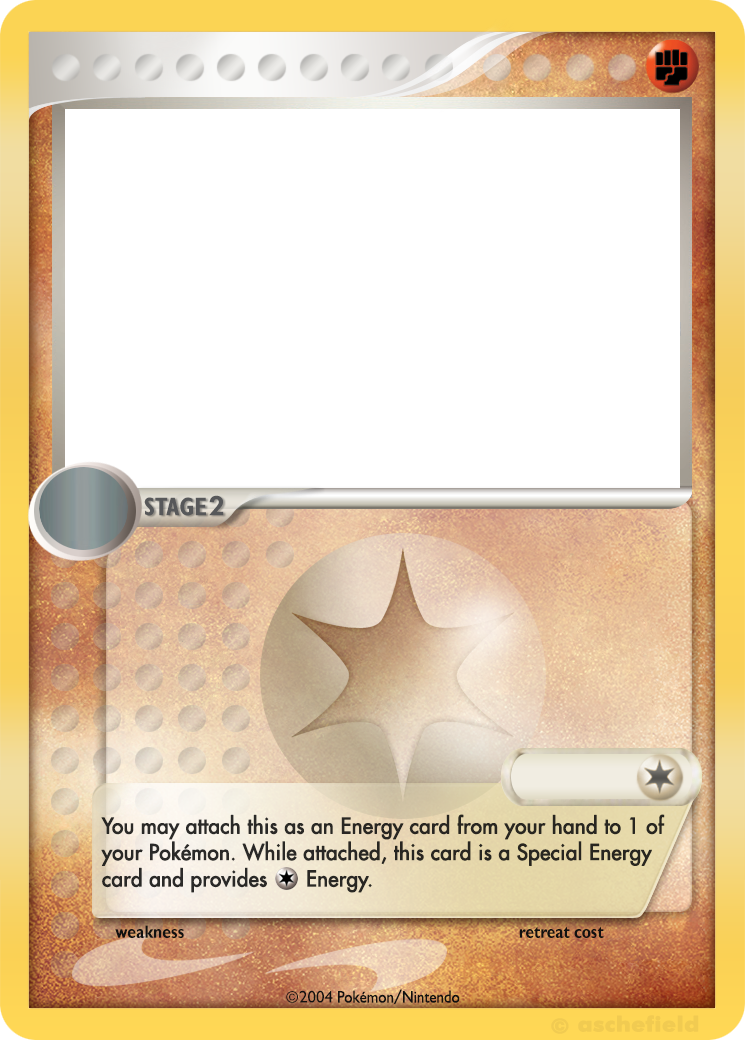 STAGE2
You may attach this as an Energy card from your hand to 1 of
your Pokémon. While attached, this card is a Special Energy
card and provides Energy.
weakness retreat cost
©2004 Pokémon/Nintendo
© aschefield